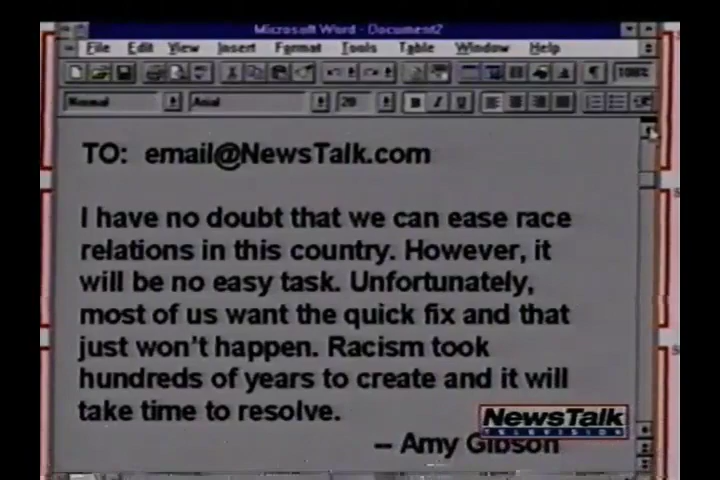 Microsoft Word - Document2
File Edit View Insert Format Tools Table Window Help
100%
Normal Arial 28 B I U
TO: email@NewsTalk.com
I have no doubt that we can ease race
relations in this country. However, it
will be no easy task. Unfortunately,
most of us want the quick fix and that
just won't happen. Racism took
hundreds of years to create and it will
take time to resolve.
NewsTalk
TELEVISION
-- Amy Gibson